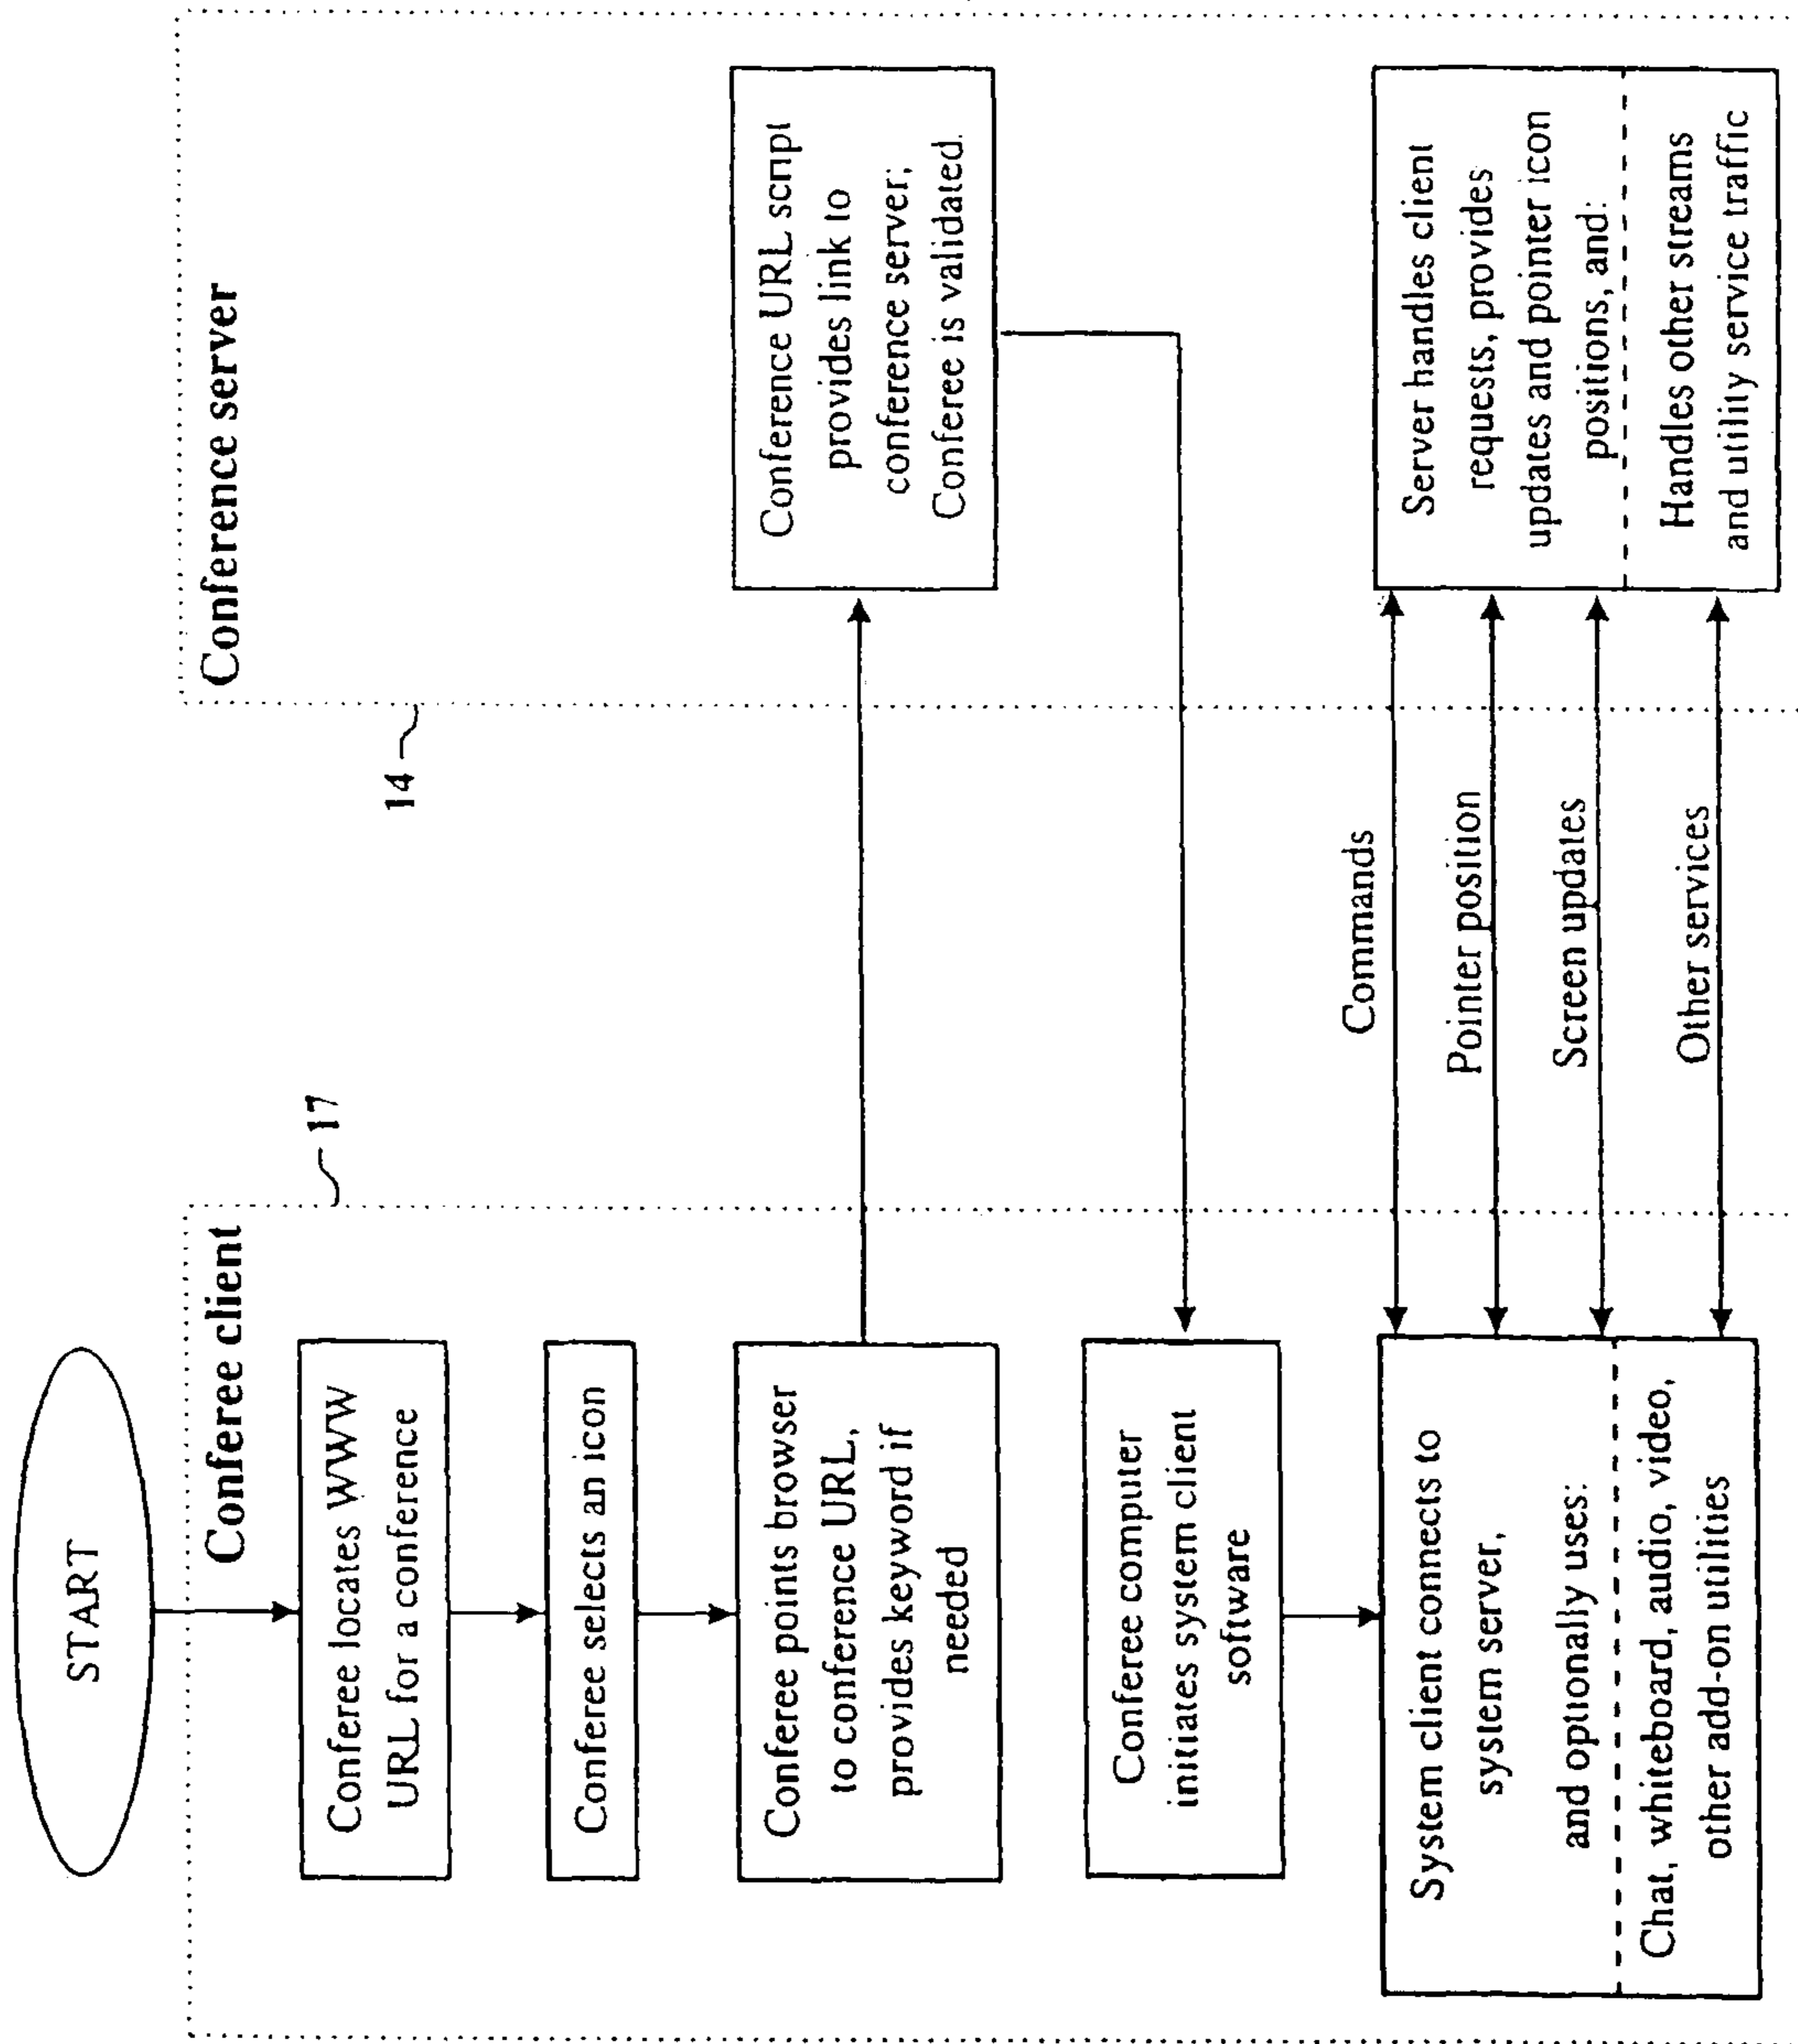 START
Conferee client
17
Conferee locates WWW
URL for a conference
Conferee selects an icon
Conferee points browser
to conference URL,
provides keyword if
needed
Conferee computer
initiates system client
software
System client connects to
system server,
and optionally uses:
Chat, whiteboard, audio, video,
other add-on utilities
Commands
Pointer position
Screen updates
Other services
14
Conference server
Conference URL script
provides link to
conference server;
Conferee is validated.
Server handles client
requests, provides
updates and pointer icon
positions, and:
Handles other streams
and utility service traffic